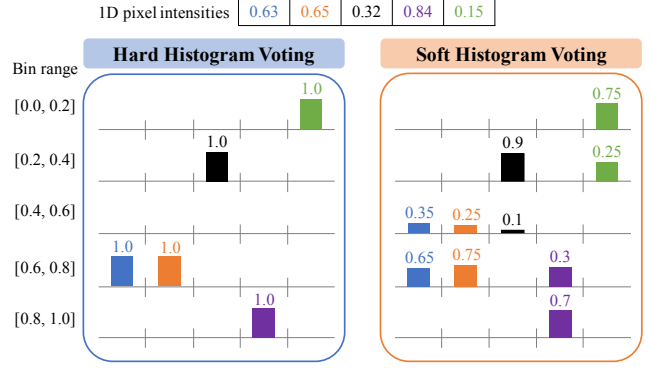 1D pixel intensities 0.63 0.65 0.32 0.84 0.15
Hard Histogram Voting Soft Histogram Voting
Bin range
[0.0, 0.2] 1.0 0.75
[0.2, 0.4] 1.0 0.9 0.25
[0.4, 0.6] 0.35 0.25 0.1
[0.6, 0.8] 1.0 1.0 0.65 0.75 0.3
[0.8, 1.0] 1.0 0.7